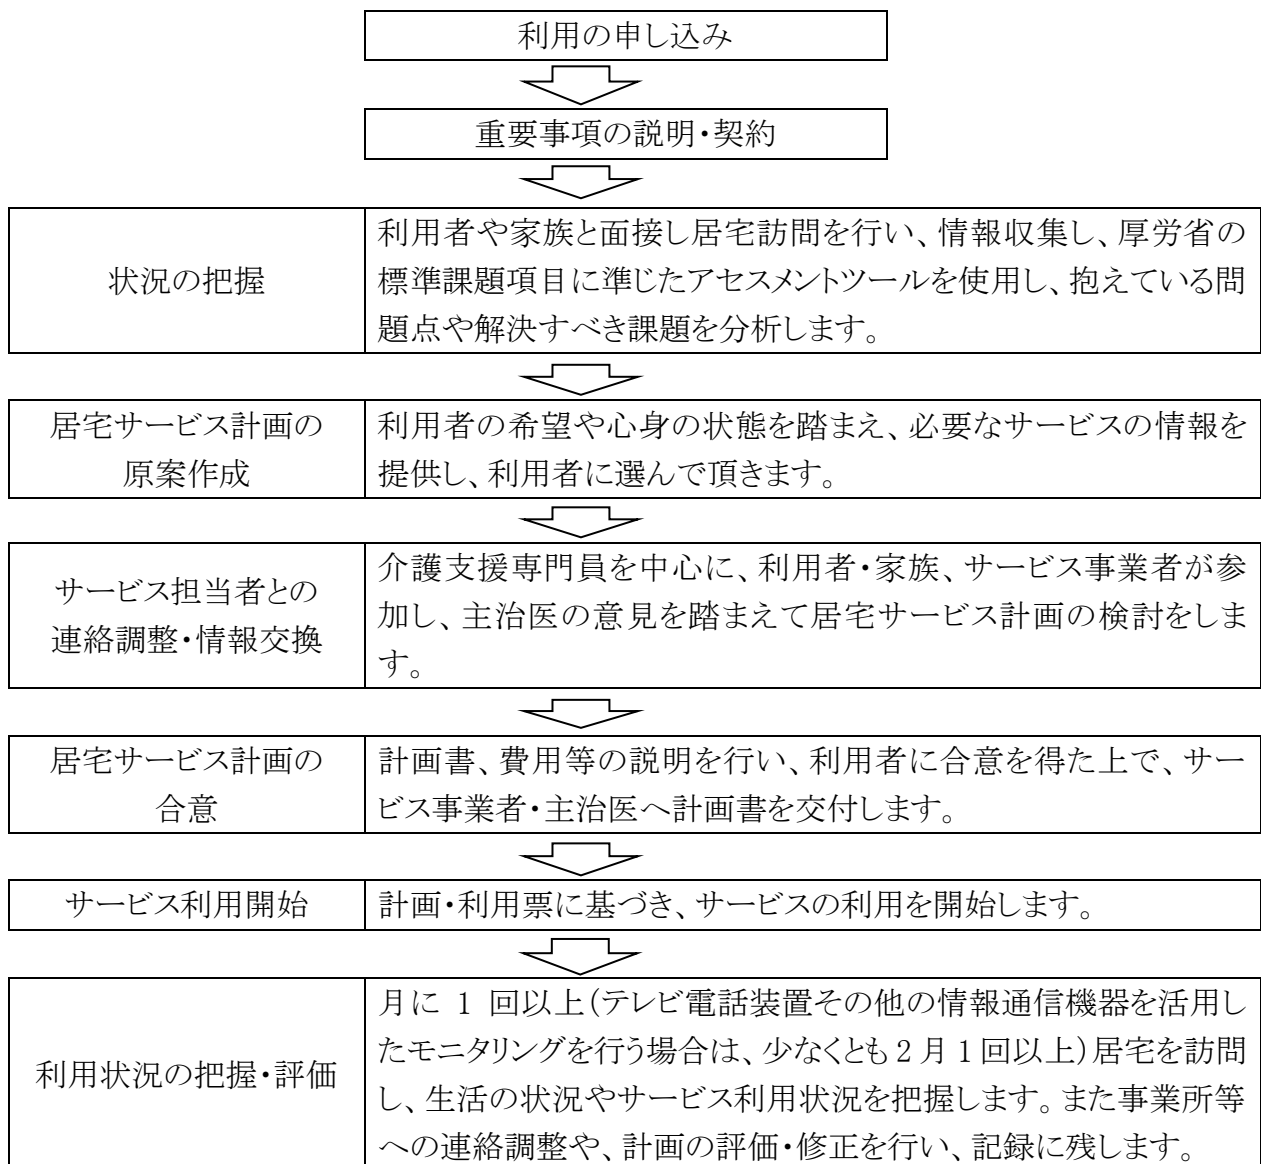 利用の申し込み
重要事項の説明・契約
状況の把握
利用者や家族と面接し居宅訪問を行い、情報収集し、厚労省の
標準課題項目に準じたアセスメントツールを使用し、抱えている問
題点や解決すべき課題を分析します。
居宅サービス計画の
原案作成
利用者の希望や心身の状態を踏まえ、必要なサービスの情報を
提供し、利用者に選んで頂きます。
サービス担当者との
連絡調整・情報交換
介護支援専門員を中心に、利用者・家族、サービス事業者が参
加し、主治医の意見を踏まえて居宅サービス計画の検討をしま
す。
居宅サービス計画の
合意
計画書、費用等の説明を行い、利用者に合意を得た上で、サー
ビス事業者・主治医へ計画書を交付します。
サービス利用開始
計画・利用票に基づき、サービスの利用を開始します。
利用状況の把握・評価
月に 1 回以上(テレビ電話装置その他の情報通信機器を活用し
たモニタリングを行う場合は、少なくとも 2 月 1 回以上)居宅を訪問
し、生活の状況やサービス利用状況を把握します。また事業所等
への連絡調整や、計画の評価・修正を行い、記録に残します。